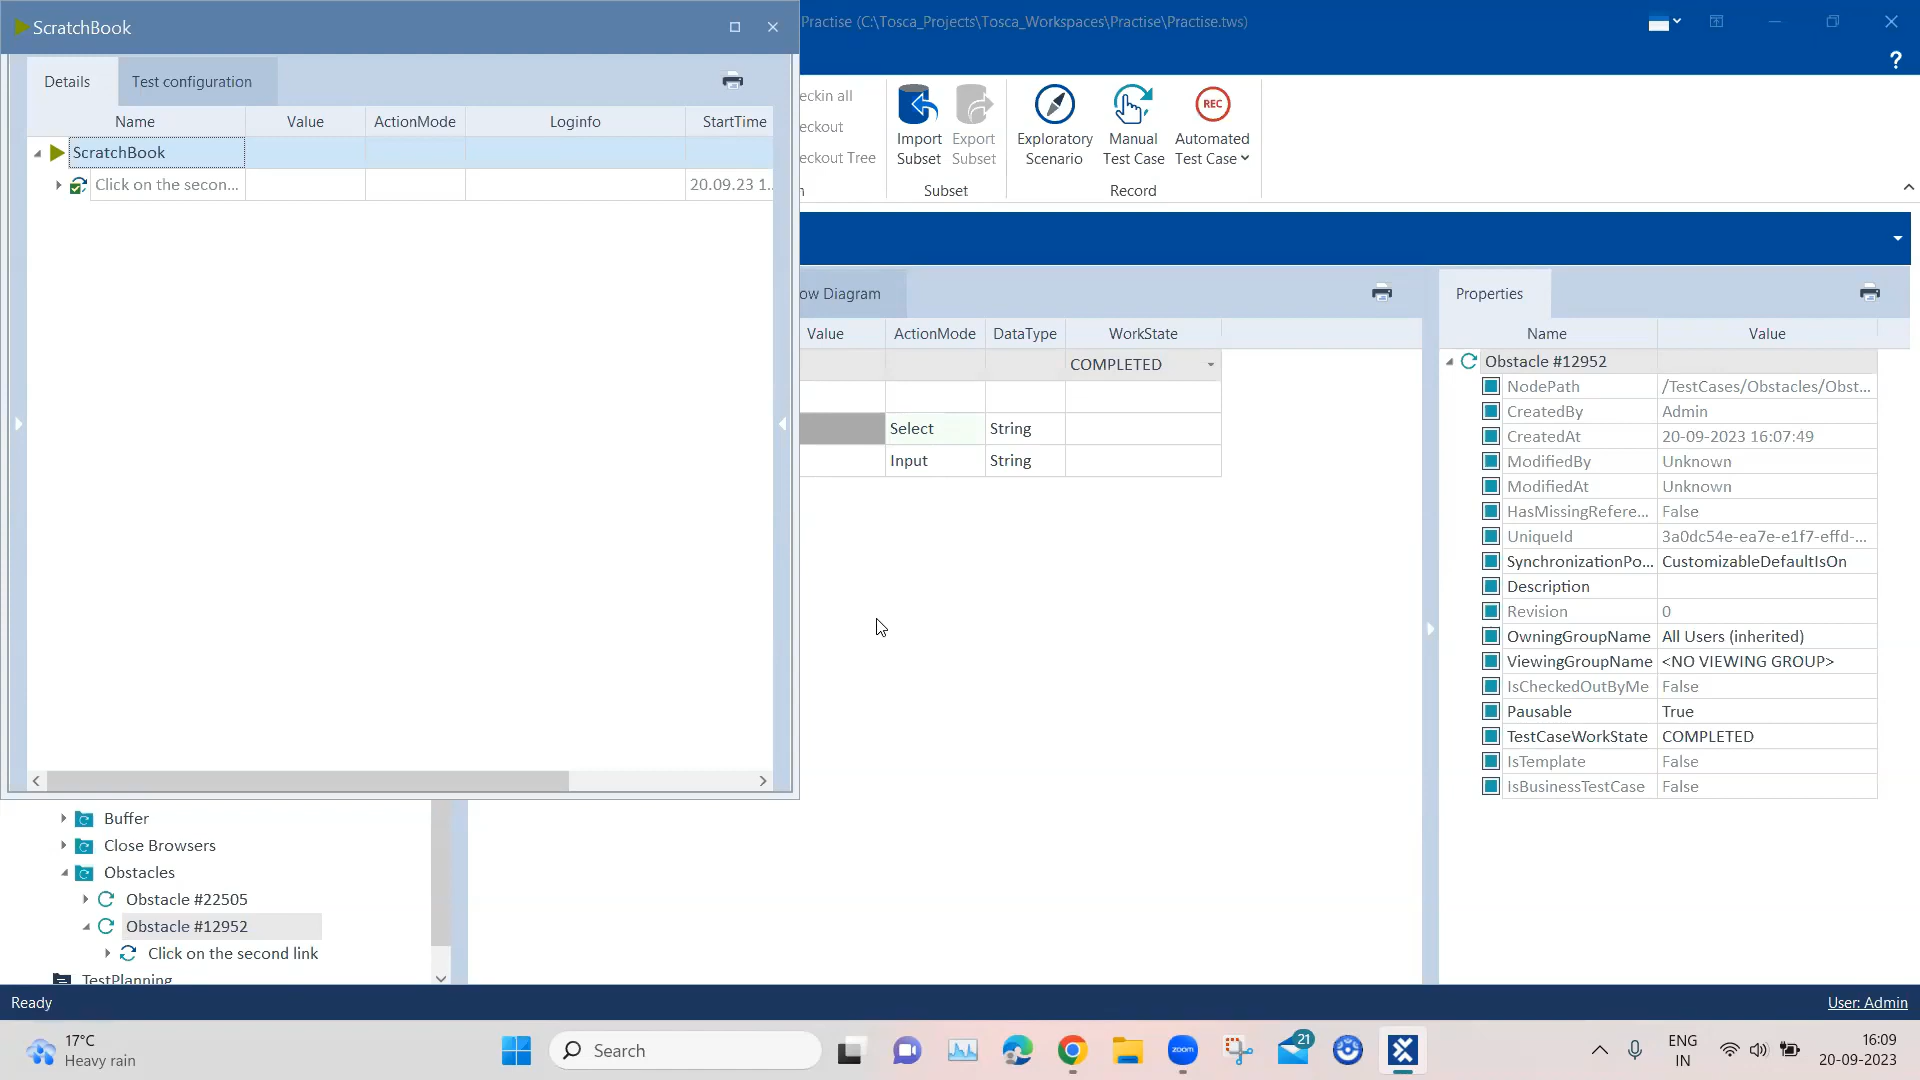 ScratchBook
Practise (C:\Tosca_Projects\Tosca_Workspaces\Practise\Practise.tws)
?
Details
Test configuration
Name
Value
ActionMode
Loginfo
StartTime
ScratchBook
Click on the secon...
20.09.23 1...
eckin all
eckout
eckout Tree
Import
Subset
Export
Subset
Subset
Exploratory
Scenario
Manual
Test Case
REC
Automated
Test Case
Record
ow Diagram
Value
ActionMode
DataType
WorkState
COMPLETED
Select
String
Input
String
Properties
Name
Value
Obstacle #12952
NodePath
/TestCases/Obstacles/Obst...
CreatedBy
Admin
CreatedAt
20-09-2023 16:07:49
ModifiedBy
Unknown
ModifiedAt
Unknown
HasMissingRefere...
False
UniqueId
3a0dc54e-ea7e-e1f7-effd-...
SynchronizationPo...
CustomizableDefaultIsOn
Description
Revision
0
OwningGroupName
All Users (inherited)
ViewingGroupName
<NO VIEWING GROUP>
IsCheckedOutByMe
False
Pausable
True
TestCaseWorkState
COMPLETED
IsTemplate
False
IsBusinessTestCase
False
Buffer
Close Browsers
Obstacles
Obstacle #22505
Obstacle #12952
Click on the second link
TestPlanning
Ready
User: Admin
17°C
Heavy rain
Search
zoom
21
ENG
IN
16:09
20-09-2023